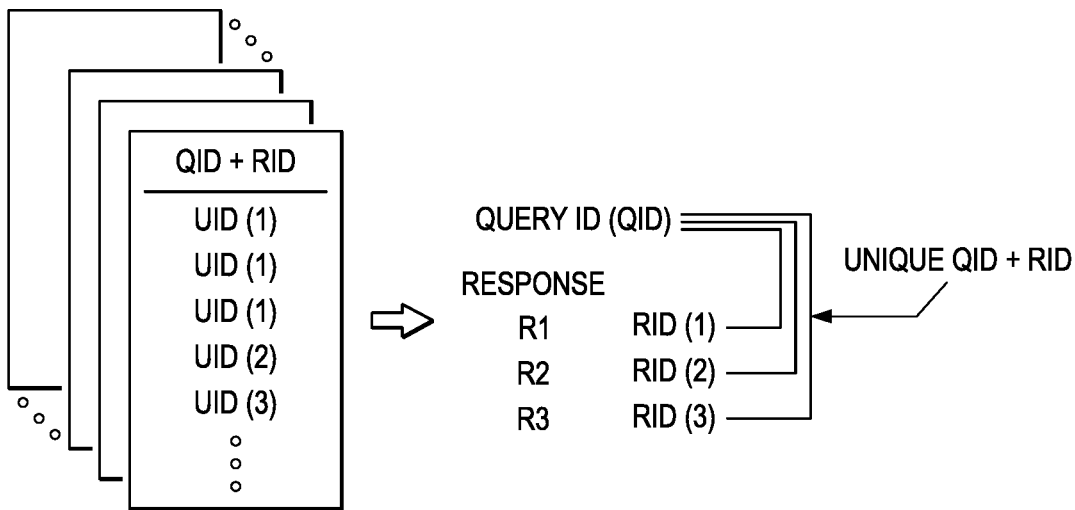 QID + RID
UID (1)
UID (1)
UID (1)
UID (2)
UID (3)
QUERY ID (QID)
RESPONSE
R1 RID (1)
R2 RID (2)
R3 RID (3)
UNIQUE QID + RID